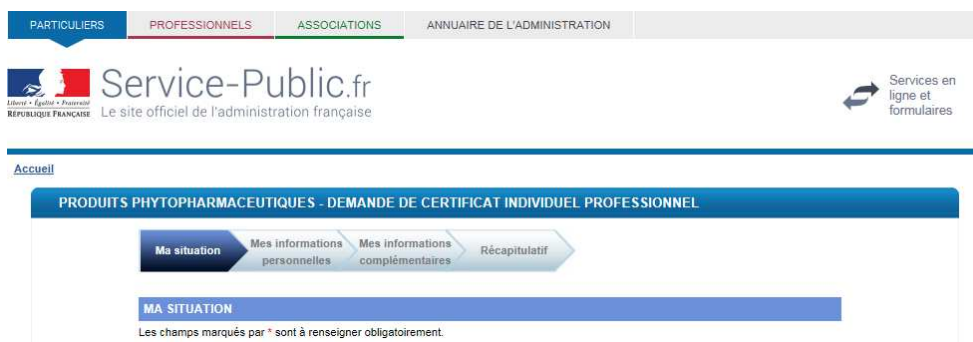 PARTICULIERS PROFESSIONNELS ASSOCIATIONS ANNUAIRE DE L'ADMINISTRATION
Service-Public.fr
Liberté • Égalité • Fraternité
RÉPUBLIQUE FRANÇAISE
Le site officiel de l'administration française
Services en
ligne et
formulaires
Accueil
PRODUITS PHYTOPHARMACEUTIQUES - DEMANDE DE CERTIFICAT INDIVIDUEL PROFESSIONNEL
Ma situation
Mes informations
personnelles
Mes informations
complémentaires
Récapitulatif
MA SITUATION
Les champs marqués par * sont à renseigner obligatoirement.